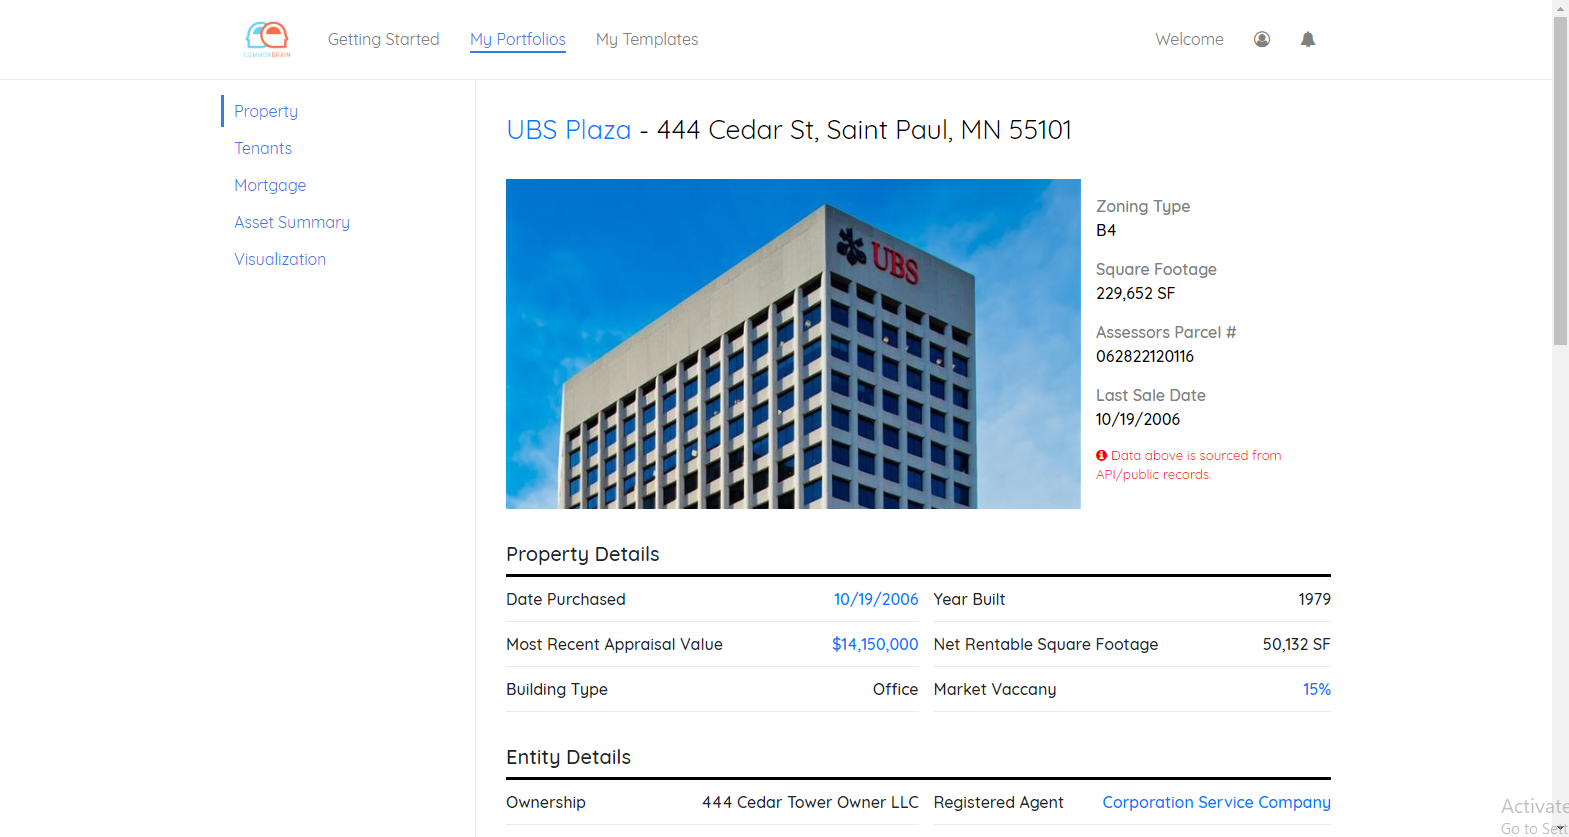 COMMONBRAIN
Getting Started
My Portfolios
My Templates
Welcome
Property
Tenants
Mortgage
Asset Summary
Visualization
UBS Plaza - 444 Cedar St, Saint Paul, MN 55101
UBS
Zoning Type
B4
Square Footage
229,652 SF
Assessors Parcel #
062822120116
Last Sale Date
10/19/2006
Data above is sourced from
API/public records.
Property Details
Date Purchased 10/19/2006 Year Built 1979
Most Recent Appraisal Value $14,150,000 Net Rentable Square Footage 50,132 SF
Building Type Office Market Vaccany 15%
Entity Details
Ownership 444 Cedar Tower Owner LLC Registered Agent Corporation Service Company
Activate
Go to Sett